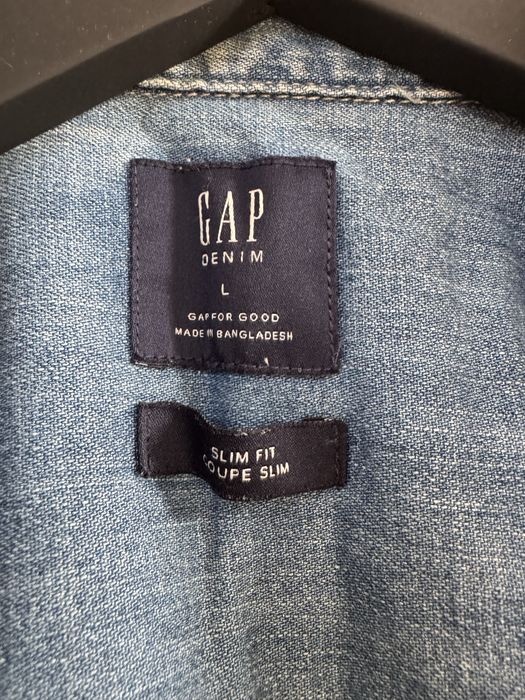 GAP
DENIM
L
GAP FOR GOOD
MADE IN BANGLADESH
SLIM FIT
COUPE SLIM